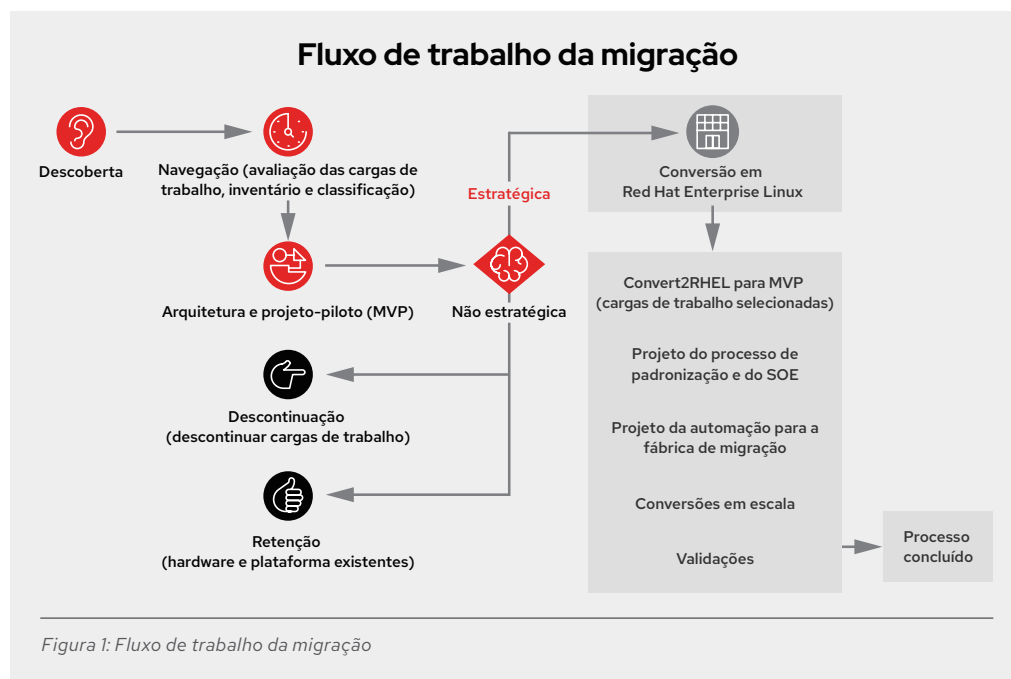 Fluxo de trabalho da migração
Descoberta
Navegação (avaliação das cargas de
trabalho, inventário e classificação)
Arquitetura e projeto-piloto (MVP)
Estratégica
Não estratégica
Descontinuação
(descontinuar cargas de trabalho)
Retenção
(hardware e plataforma existentes)
Conversão em
Red Hat Enterprise Linux
Convert2RHEL para MVP
(cargas de trabalho selecionadas)
Projeto do processo de
padronização e do SOE
Projeto da automação para a
fábrica de migração
Conversões em escala
Validações
Processo
concluído
Figura 1: Fluxo de trabalho da migração